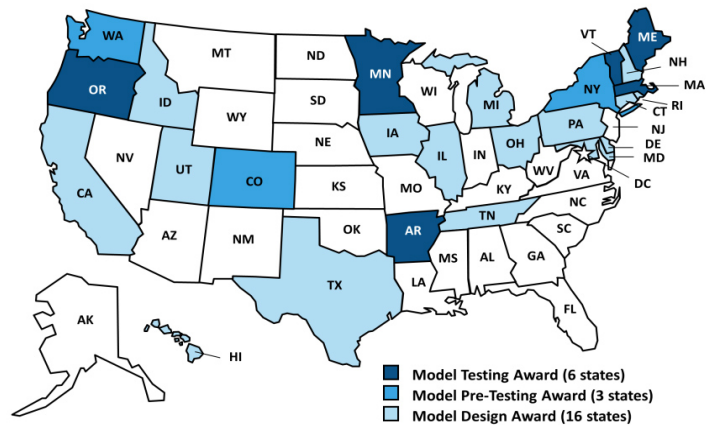 WA
MT
ND
MN
VT
ME
NH
MA
RI
CT
NJ
DE
MD
DC
OR
ID
WY
SD
WI
MI
NY
PA
NV
UT
CO
NE
IA
IL
IN
OH
WV
VA
CA
KS
MO
KY
NC
AZ
NM
OK
AR
TN
SC
TX
LA
MS
AL
GA
FL
AK
HI
Model Testing Award (6 states)
Model Pre-Testing Award (3 states)
Model Design Award (16 states)